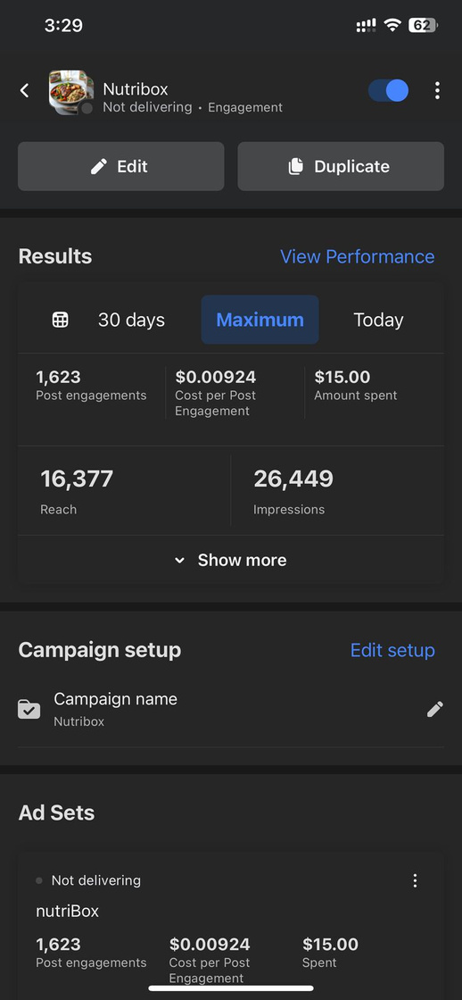 3:29
62
Nutribox
Not delivering • Engagement
Edit
Duplicate
Results
View Performance
30 days
Maximum
Today
1,623
Post engagements
$0.00924
Cost per Post
Engagement
$15.00
Amount spent
16,377
Reach
26,449
Impressions
Show more
Campaign setup
Edit setup
Campaign name
Nutribox
Ad Sets
Not delivering
nutriBox
1,623
Post engagements
$0.00924
Cost per Post
Engagement
$15.00
Spent